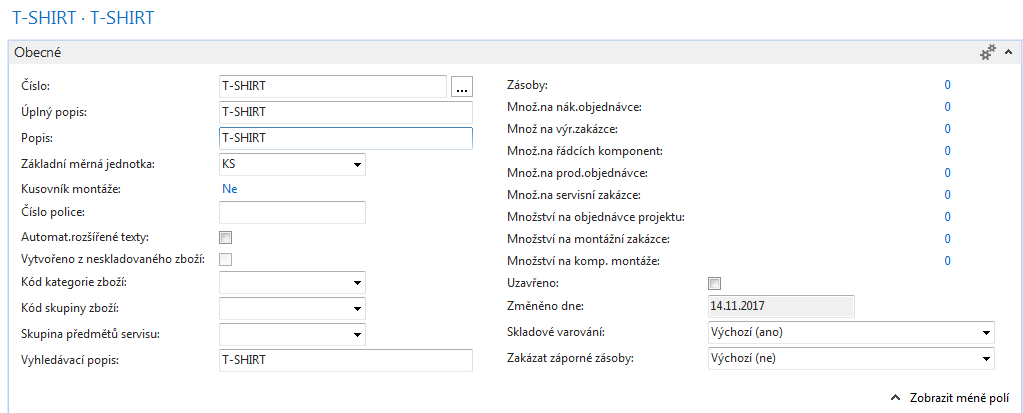 T-SHIRT · T-SHIRT
Obecné
Číslo: T-SHIRT ...
Úplný popis: T-SHIRT
Popis: T-SHIRT
Základní měrná jednotka: KS
Kusovník montáže: Ne
Číslo police:
Automat.rozšířené texty:
Vytvořeno z neskladovaného zboží:
Kód kategorie zboží:
Kód skupiny zboží:
Skupina předmětů servisu:
Vyhledávací popis: T-SHIRT
Zásoby: 0
Množ.na nák.objednávce: 0
Množ na výr.zakázce: 0
Množ.na řádcích komponent: 0
Množ.na prod.objednávce: 0
Množ.na servisní zakázce: 0
Množství na objednávce projektu: 0
Množství na montážní zakázce: 0
Množství na komp. montáže: 0
Uzavřeno:
Změněno dne: 14.11.2017
Skladové varování: Výchozí (ano)
Zakázat záporné zásoby: Výchozí (ne)
Zobrazit méně polí